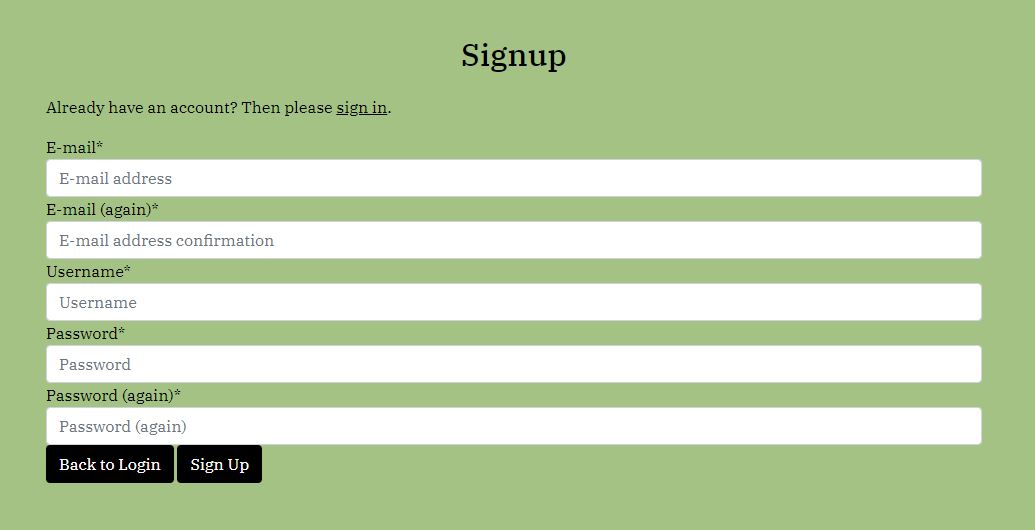 Signup
Already have an account? Then please sign in.
E-mail*
E-mail address
E-mail (again)*
E-mail address confirmation
Username*
Username
Password*
Password
Password (again)*
Password (again)
Back to Login Sign Up